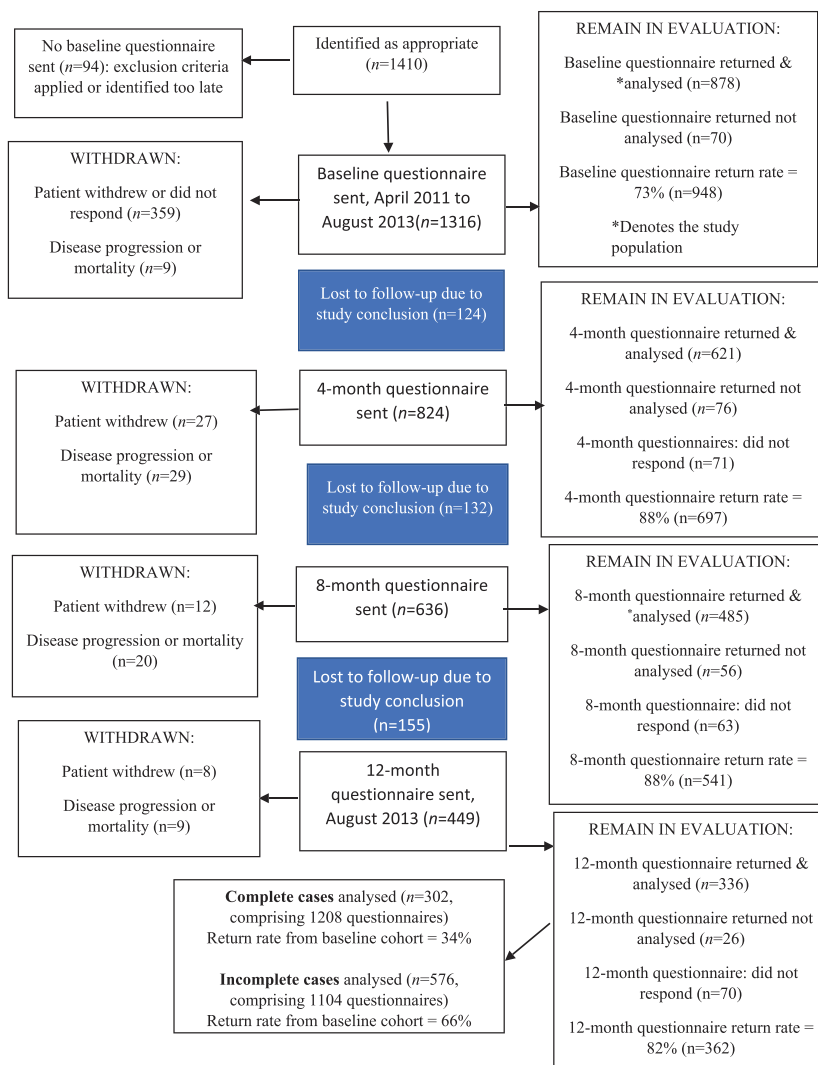 No baseline questionnaire
sent (n=94): exclusion criteria
applied or identified too late
Identified as appropriate
(n=1410)
REMAIN IN EVALUATION:
Baseline questionnaire returned &
*analysed (n=878)
Baseline questionnaire returned not
analysed (n=70)
Baseline questionnaire return rate =
73% (n=948)
*Denotes the study
population
WITHDRAWN:
Patient withdrew or did not
respond (n=359)
Disease progression or
mortality (n=9)
Baseline questionnaire
sent, April 2011 to
August 2013(n=1316)
Lost to follow-up due to
study conclusion (n=124)
REMAIN IN EVALUATION:
4-month questionnaire returned &
analysed (n=621)
4-month questionnaire returned not
analysed (n=76)
4-month questionnaires: did not
respond (n=71)
4-month questionnaire return rate =
88% (n=697)
WITHDRAWN:
Patient withdrew (n=27)
Disease progression or
mortality (n=29)
4-month questionnaire
sent (n=824)
Lost to follow-up due to
study conclusion (n=132)
WITHDRAWN:
Patient withdrew (n=12)
Disease progression or mortality
(n=20)
8-month questionnaire
sent (n=636)
REMAIN IN EVALUATION:
8-month questionnaire returned &
*analysed (n=485)
8-month questionnaire returned not
analysed (n=56)
8-month questionnaire: did not
respond (n=63)
8-month questionnaire return rate =
88% (n=541)
Lost to follow-up due to
study conclusion
(n=155)
WITHDRAWN:
Patient withdrew (n=8)
Disease progression or
mortality (n=9)
12-month
questionnaire sent,
August 2013 (n=449)
REMAIN IN EVALUATION:
12-month questionnaire returned &
analysed (n=336)
12-month questionnaire returned not
analysed (n=26)
12-month questionnaire: did not
respond (n=70)
12-month questionnaire return rate =
82% (n=362)
Complete cases analysed (n=302,
comprising 1208 questionnaires)
Return rate from baseline cohort = 34%
Incomplete cases analysed (n=576,
comprising 1104 questionnaires)
Return rate from baseline cohort = 66%